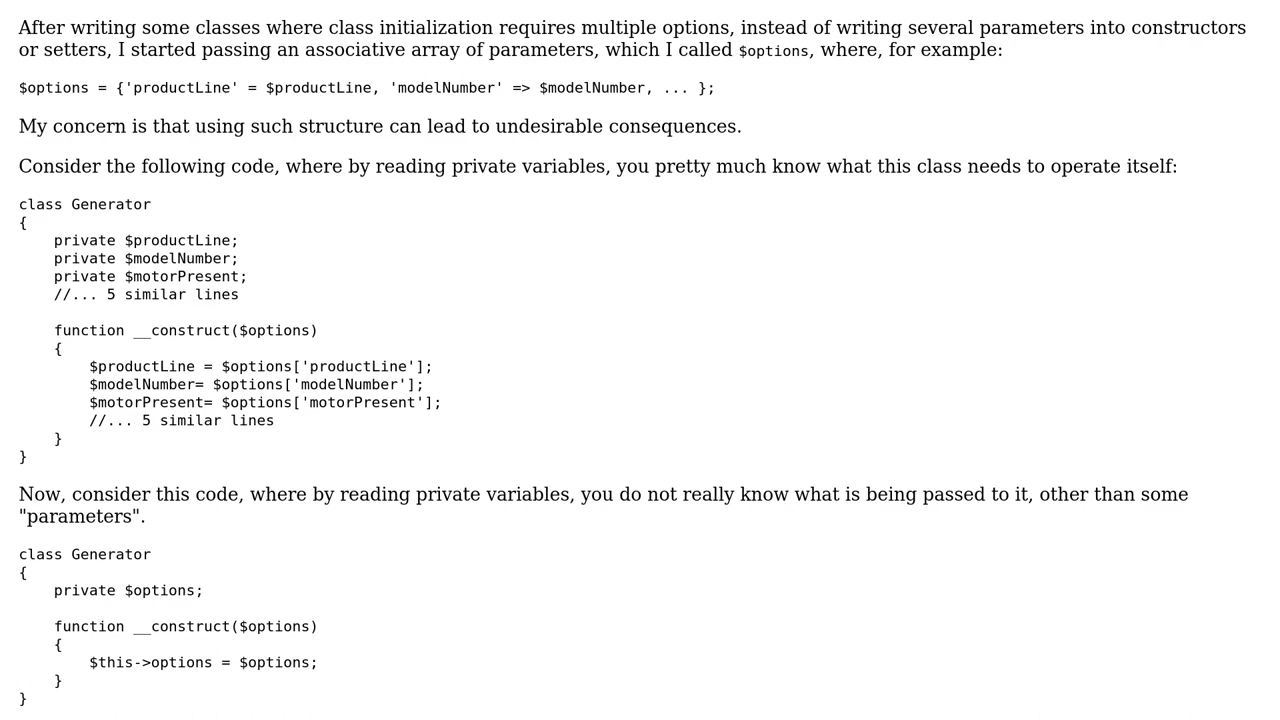 After writing some classes where class initialization requires multiple options, instead of writing several parameters into constructors
or setters, I started passing an associative array of parameters, which I called $options, where, for example:
$options = {'productLine' = $productLine, 'modelNumber' => $modelNumber, ... };
My concern is that using such structure can lead to undesirable consequences.
Consider the following code, where by reading private variables, you pretty much know what this class needs to operate itself:
class Generator
{
    private $productLine;
    private $modelNumber;
    private $motorPresent;
    //... 5 similar lines
    function __construct($options)
    {
        $productLine = $options['productLine'];
        $modelNumber= $options['modelNumber'];
        $motorPresent= $options['motorPresent'];
        //... 5 similar lines
    }
}
Now, consider this code, where by reading private variables, you do not really know what is being passed to it, other than some
"parameters".
class Generator
{
    private $options;
    function __construct($options)
    {
        $this->options = $options;
    }
}